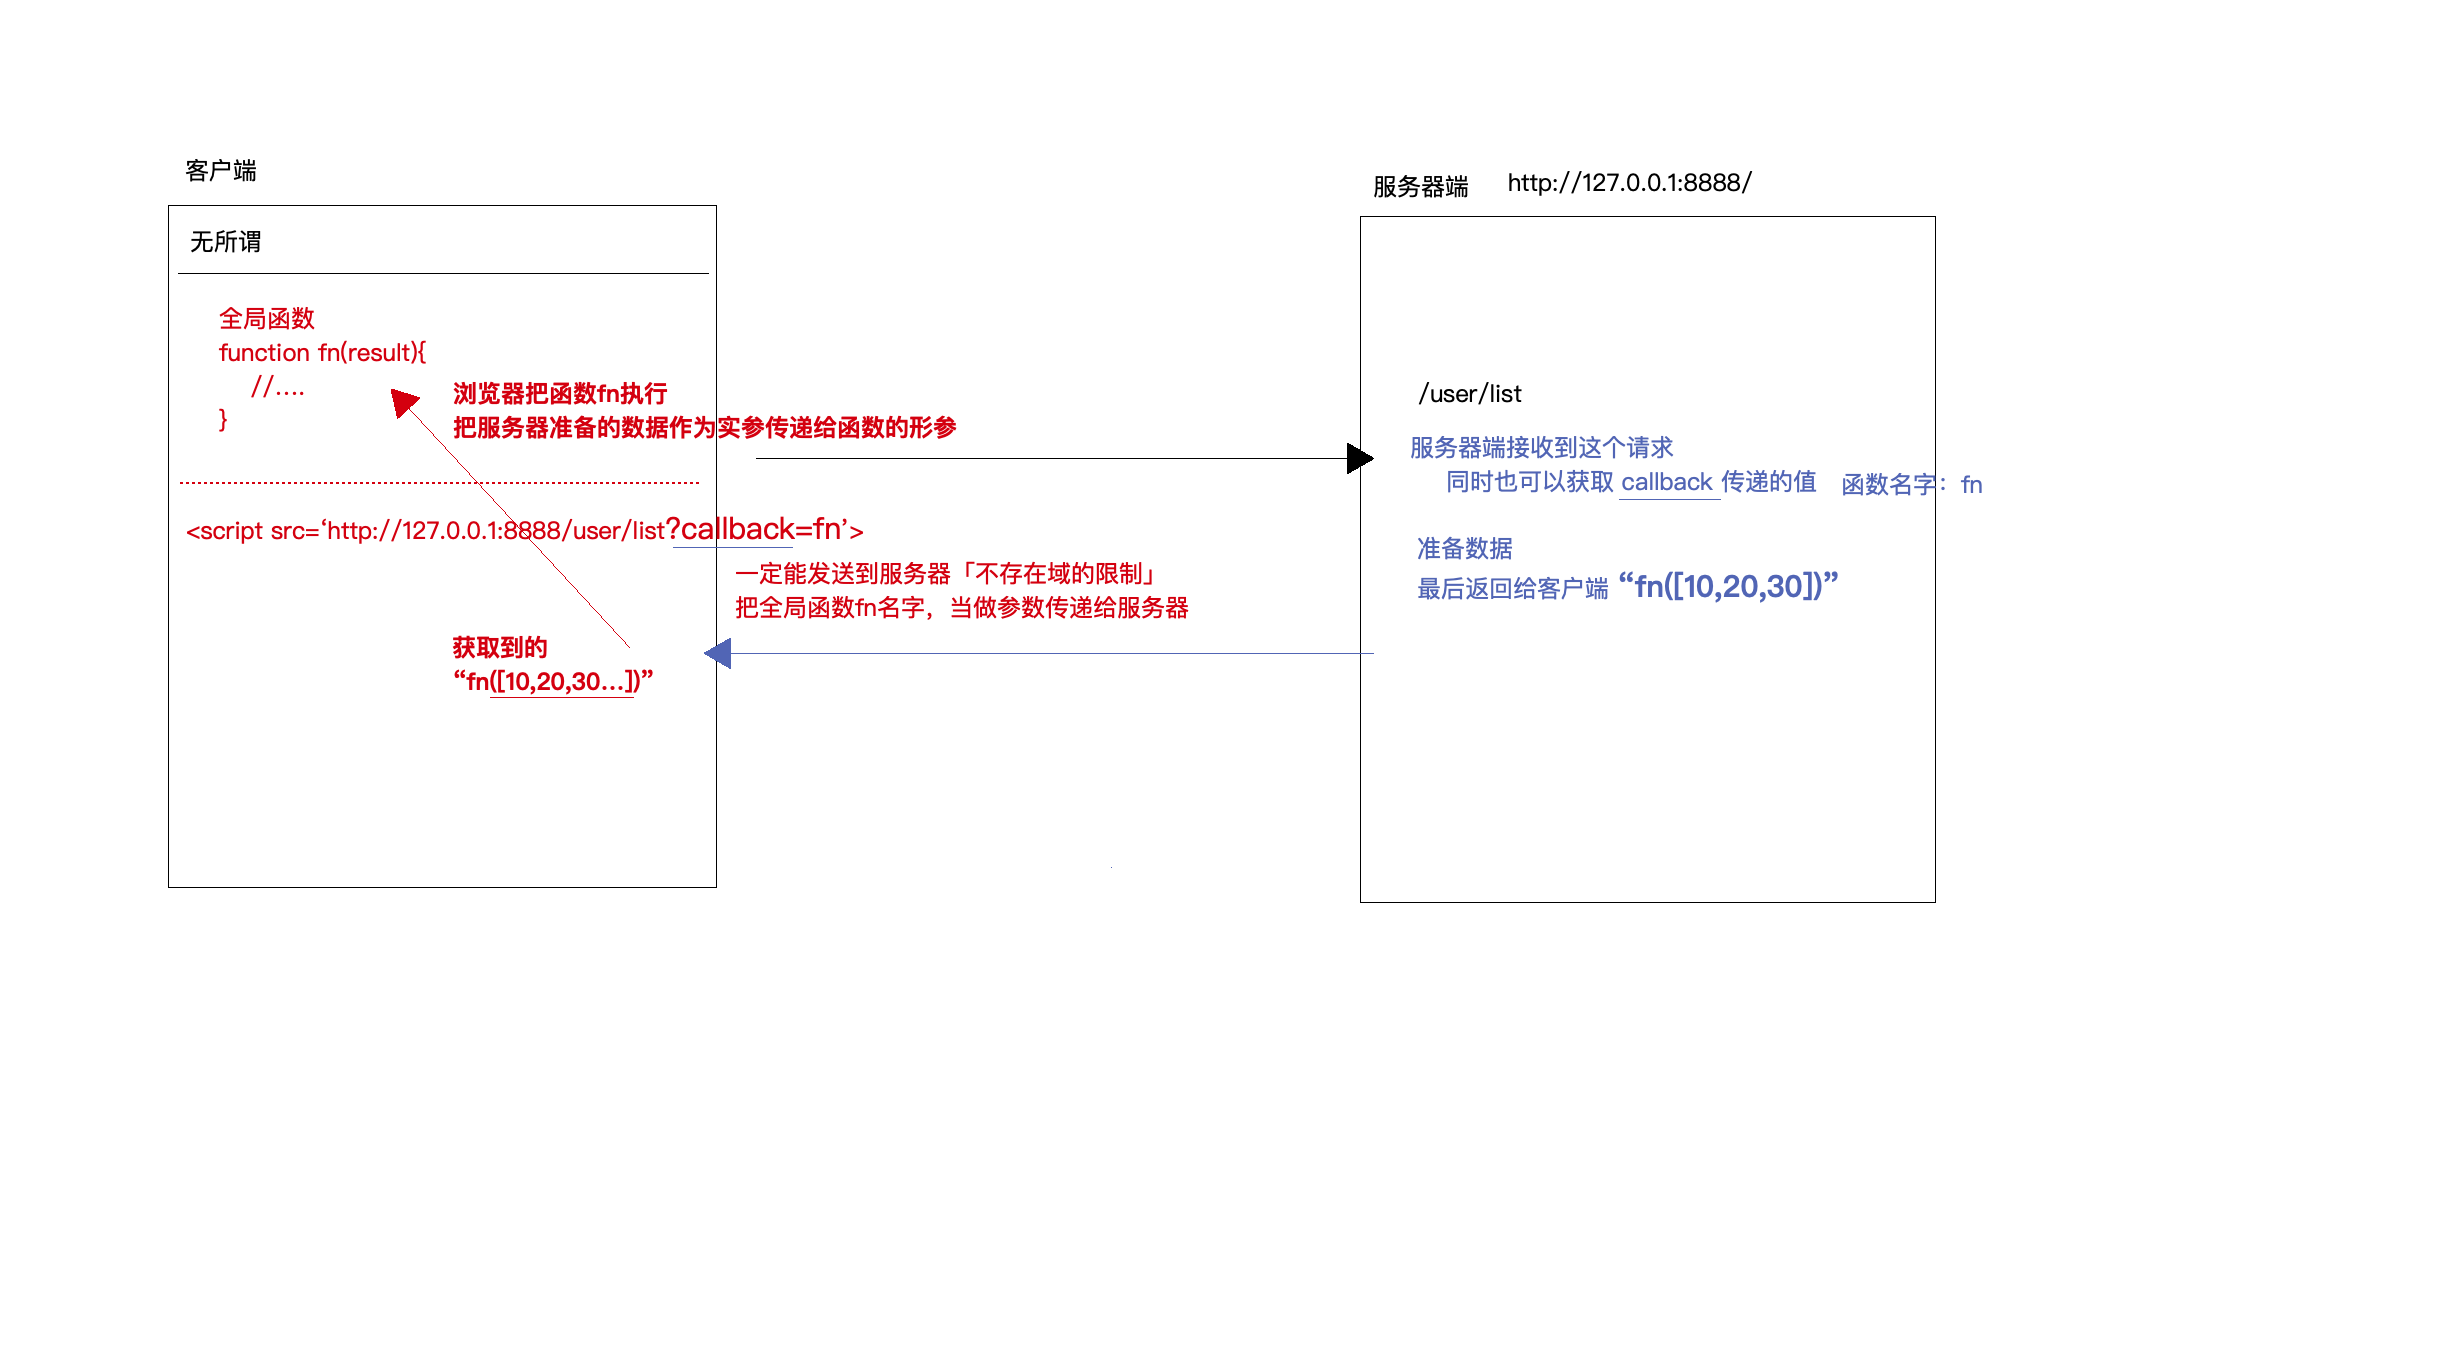 客户端
无所谓
全局函数
function fn(result){
//....
}
浏览器把函数fn执行
把服务器准备的数据作为实参传递给函数的形参
<script src=‘http://127.0.0.1:8888/user/list?callback=fn’>
一定能发送到服务器「不存在域的限制」
把全局函数fn名字，当做参数传递给服务器
获取到的
“fn([10,20,30...])”
服务器端 http://127.0.0.1:8888/
/user/list
服务器端接收到这个请求
同时也可以获取 callback 传递的值 函数名字：fn
准备数据
最后返回给客户端 “fn([10,20,30])”